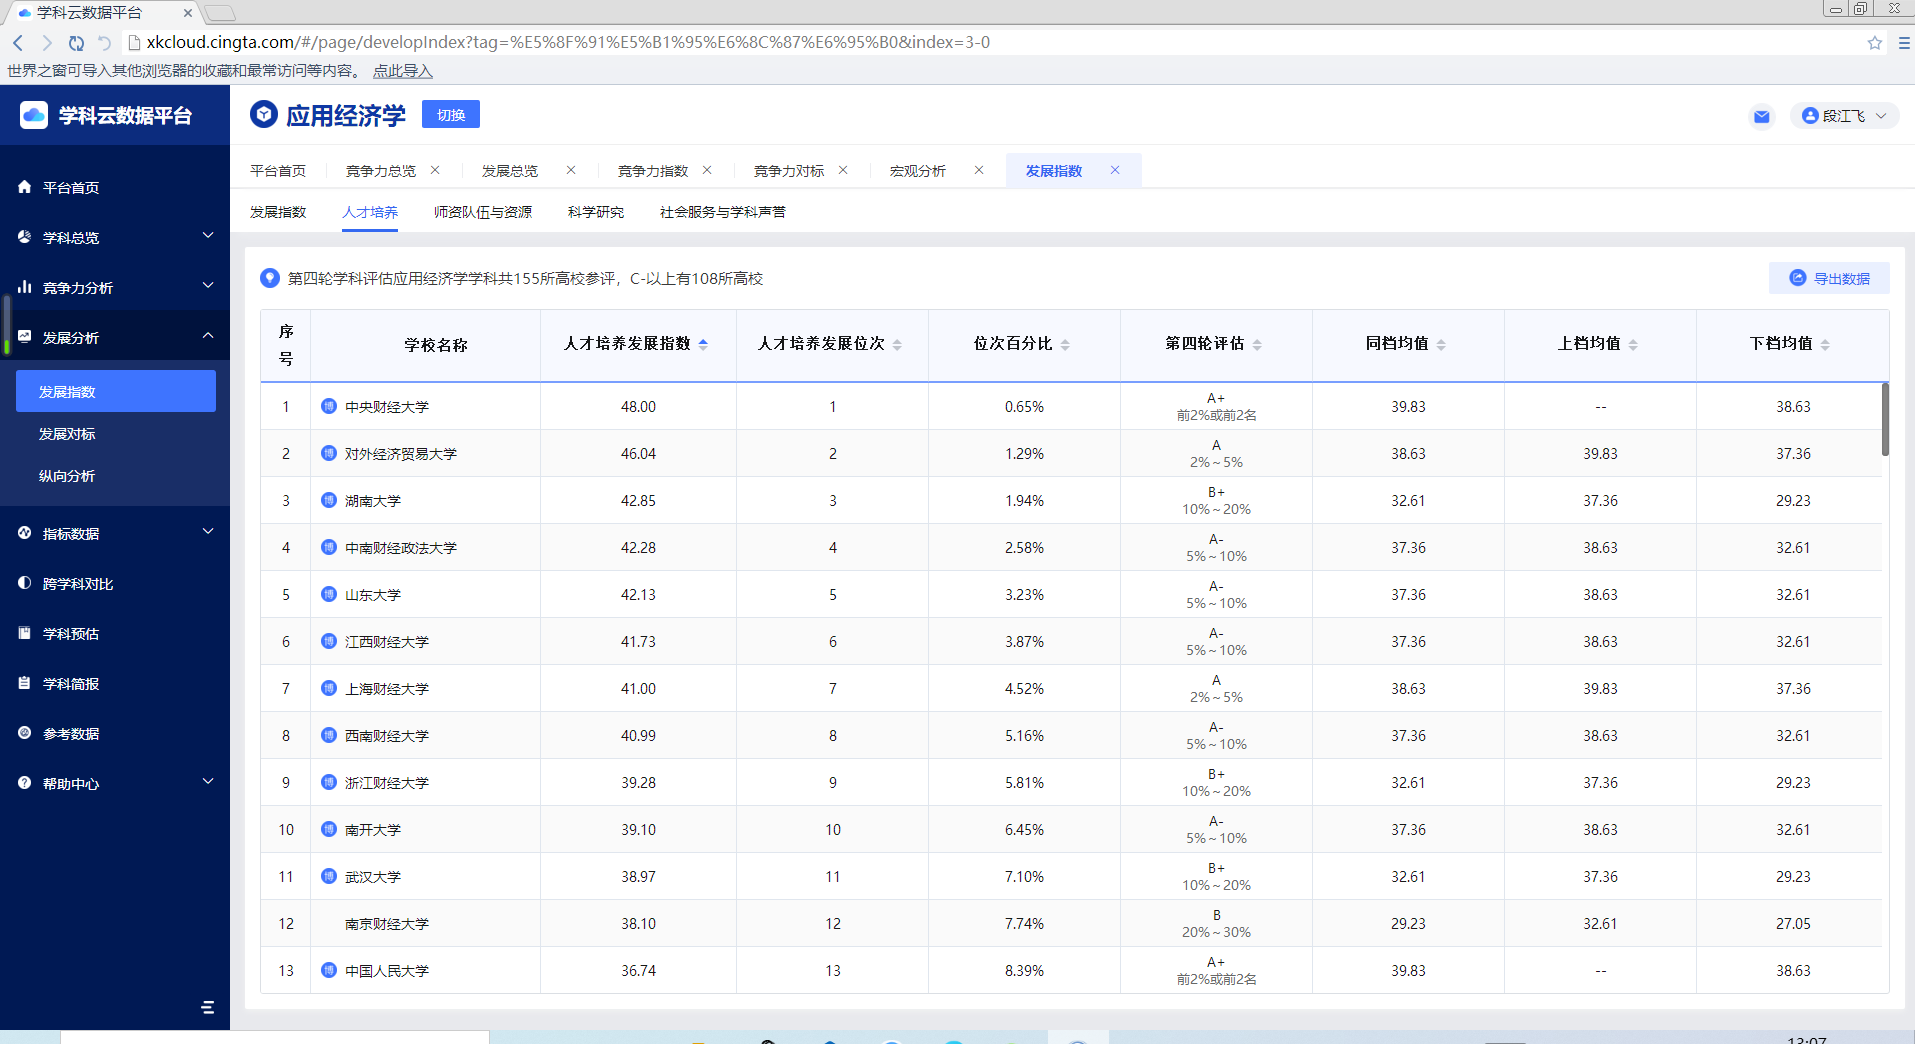 学科云数据平台
xkcloud.cingta.com/#/page/developIndex?tag=%E5%8F%91%E5%B1%95%E6%8C%87%E6%95%B0&index=3-0
世界之窗可导入其他浏览器的收藏和最常访问等内容。 点此导入
学科云数据平台
应用经济学 切换
段江飞
平台首页 竞争力总览 发展总览 竞争力指数 竞争力对标 宏观分析 发展指数
发展指数 人才培养 师资队伍与资源 科学研究 社会服务与学科声誉
平台首页
学科总览
竞争力分析
发展分析
发展指数
发展对标
纵向分析
指标数据
跨学科对比
学科预估
学科简报
参考数据
帮助中心
第四轮学科评估应用经济学学科共155所高校参评，C-以上有108所高校
导出数据
序号 学校名称 人才培养发展指数 人才培养发展位次 位次百分比 第四轮评估 同档均值 上档均值 下档均值
1 博 中央财经大学 48.00 1 0.65% A+ 前2%或前2名 39.83 -- 38.63
2 博 对外经济贸易大学 46.04 2 1.29% A 2%~5% 38.63 39.83 37.36
3 博 湖南大学 42.85 3 1.94% B+ 10%~20% 32.61 37.36 29.23
4 博 中南财经政法大学 42.28 4 2.58% A- 5%~10% 37.36 38.63 32.61
5 博 山东大学 42.13 5 3.23% A- 5%~10% 37.36 38.63 32.61
6 博 江西财经大学 41.73 6 3.87% A- 5%~10% 37.36 38.63 32.61
7 博 上海财经大学 41.00 7 4.52% A 2%~5% 38.63 39.83 37.36
8 博 西南财经大学 40.99 8 5.16% A- 5%~10% 37.36 38.63 32.61
9 博 浙江财经大学 39.28 9 5.81% B+ 10%~20% 32.61 37.36 29.23
10 博 南开大学 39.10 10 6.45% A- 5%~10% 37.36 38.63 32.61
11 博 武汉大学 38.97 11 7.10% B+ 10%~20% 32.61 37.36 29.23
12 南京财经大学 38.10 12 7.74% B 20%~30% 29.23 32.61 27.05
13 博 中国人民大学 36.74 13 8.39% A+ 前2%或前2名 39.83 -- 38.63
13:07